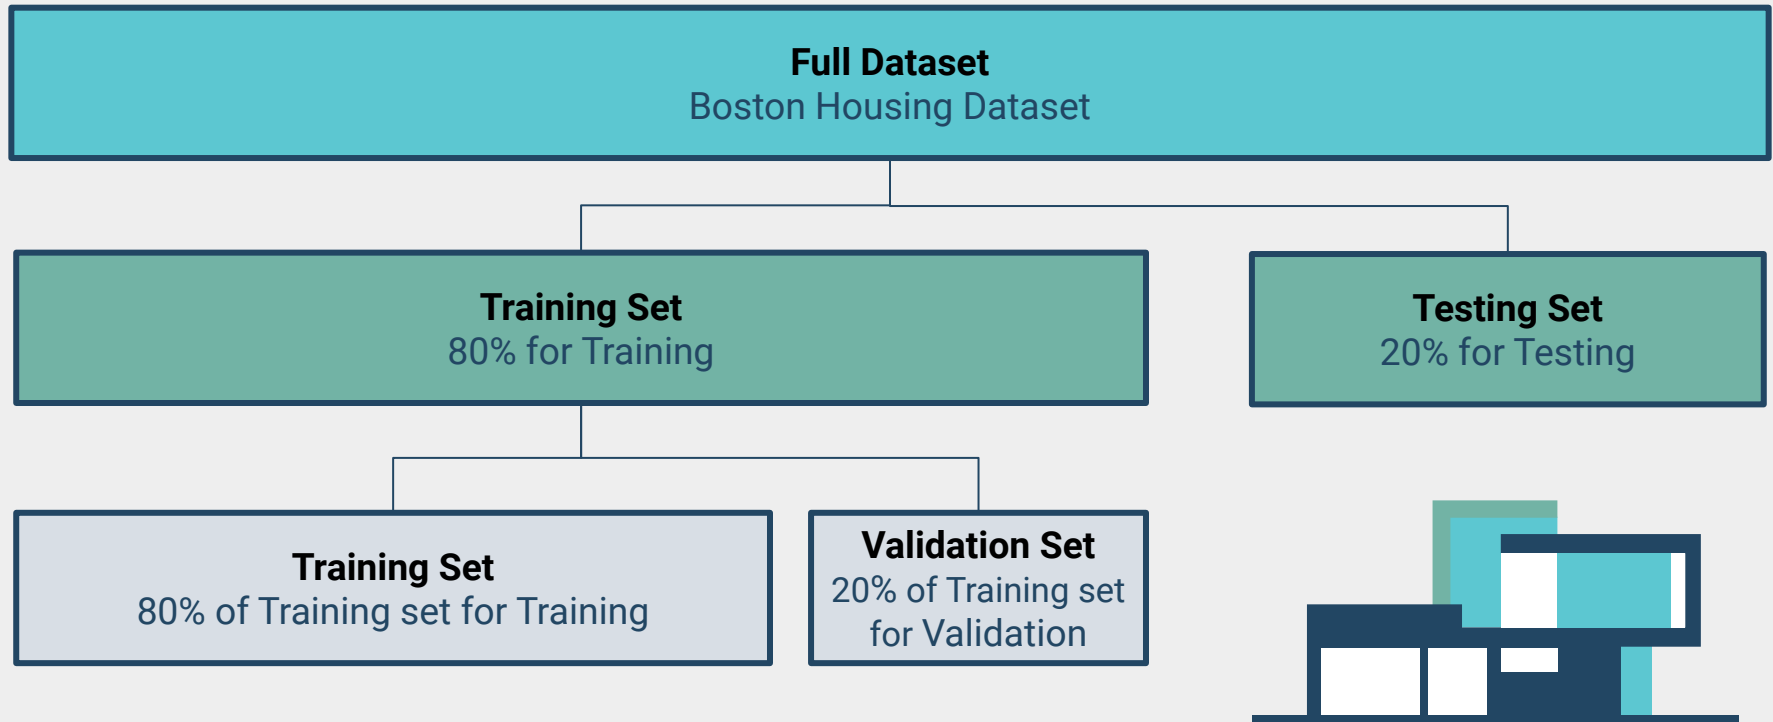 Full Dataset
Boston Housing Dataset
Training Set
80% for Training
Testing Set
20% for Testing
Training Set
80% of Training set for Training
Validation Set
20% of Training set
for Validation